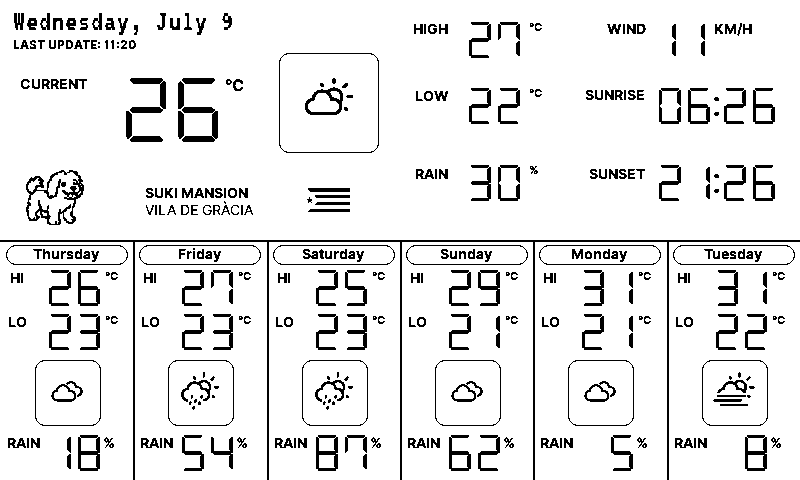 Wednesday, July 9
LAST UPDATE: 11:20
CURRENT 26 °C
SUKI MANSION
VILA DE GRÀCIA
HIGH 27 °C
LOW 22 °C
RAIN 30 %
WIND 11 KM/H
SUNRISE 06:26
SUNSET 21:26
Thursday
HI 26 °C
LO 23 °C
RAIN 18 %
Friday
HI 27 °C
LO 23 °C
RAIN 54 %
Saturday
HI 25 °C
LO 23 °C
RAIN 87 %
Sunday
HI 29 °C
LO 21 °C
RAIN 62 %
Monday
HI 31 °C
LO 21 °C
RAIN 5 %
Tuesday
HI 31 °C
LO 22 °C
RAIN 8 %